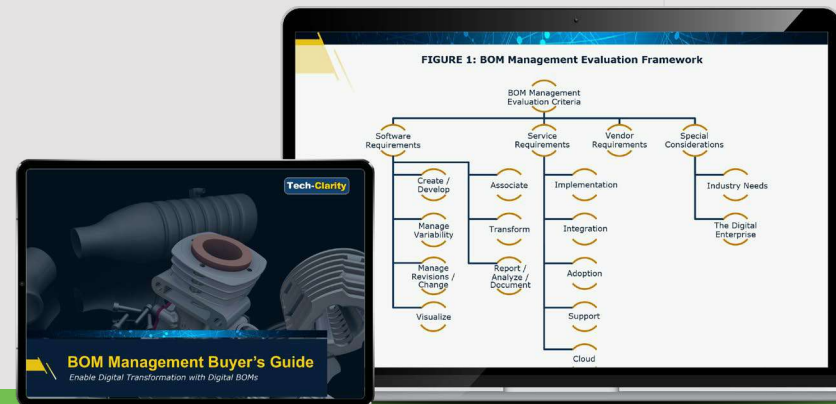 FIGURE 1: BOM Management Evaluation Framework
BOM Management
Evaluation Criteria
Software
Requirements
Service
Requirements
Vendor
Requirements
Special
Considerations
Create /
Develop
Associate
Implementation
Industry Needs
Manage
Variability
Transform
Integration
The Digital
Enterprise
Manage
Revisions /
Change
Report /
Analyze /
Document
Adoption
Visualize
Support
Cloud
Tech-Clarity
BOM Management Buyer's Guide
Enable Digital Transformation with Digital BOMs